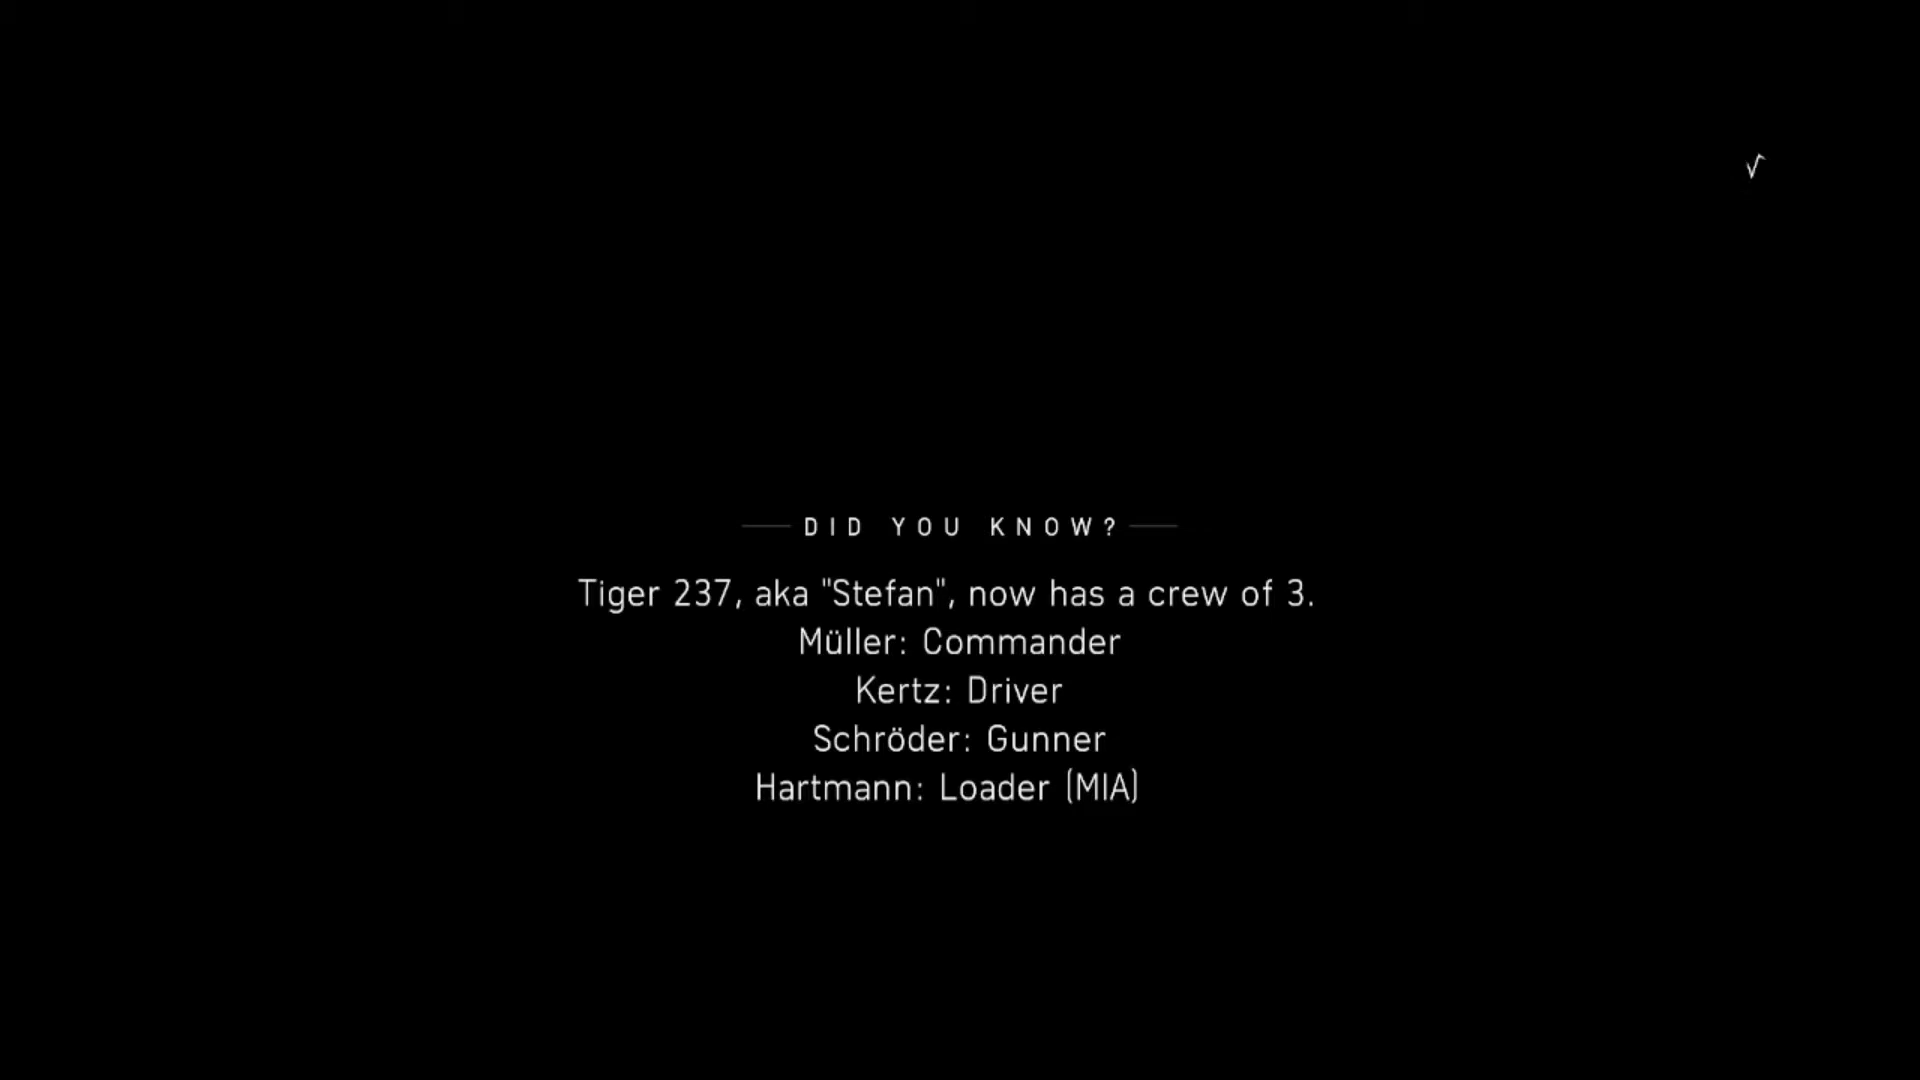 DID YOU KNOW?
Tiger 237, aka "Stefan", now has a crew of 3.
Müller: Commander
Kertz: Driver
Schröder: Gunner
Hartmann: Loader (MIA)